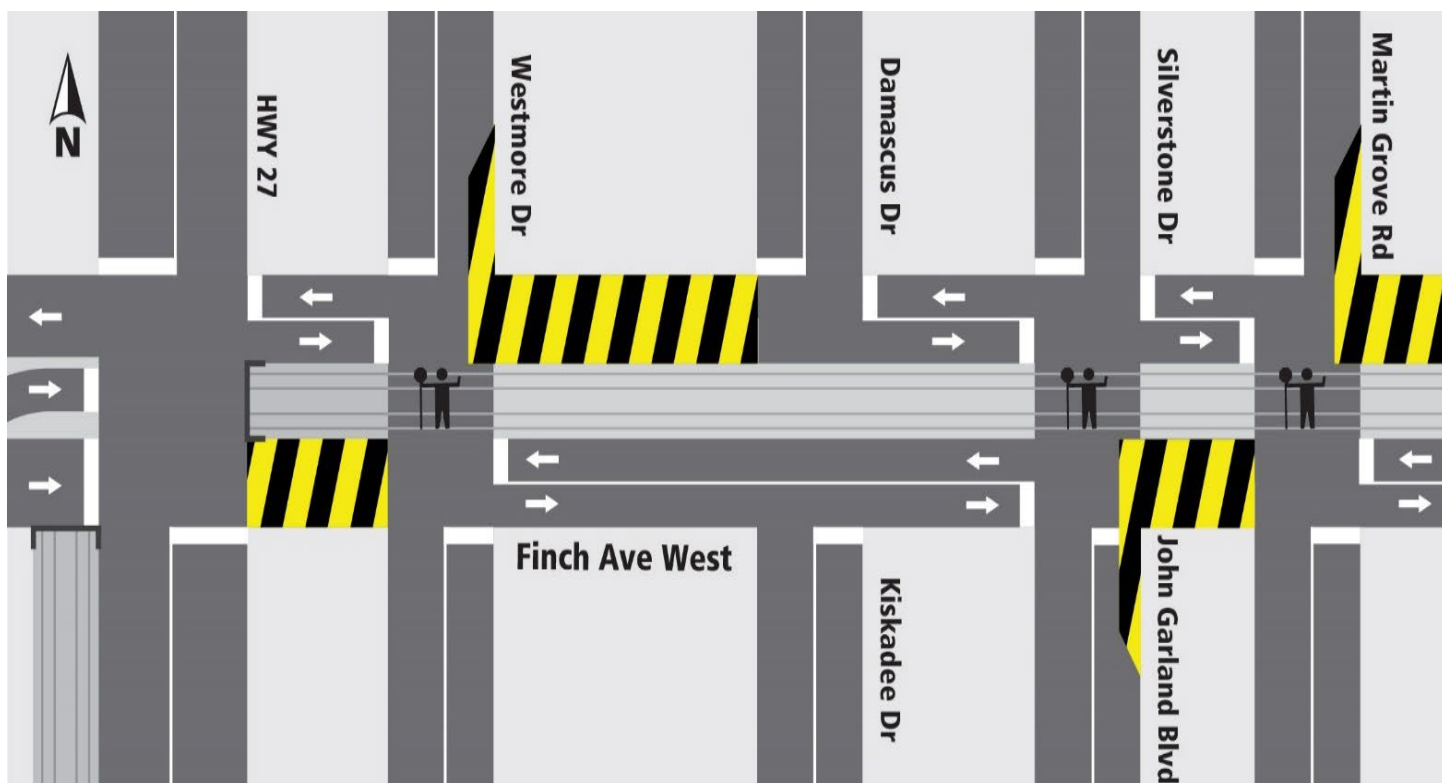 N
HWY 27
Westmore Dr
Damascus Dr
Silverstone Dr
Martin Grove Rd
Finch Ave West
Kiskadee Dr
John Garland Blvd